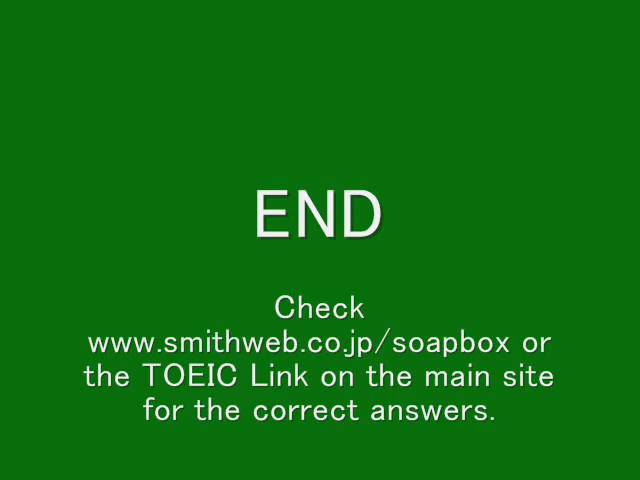 END
Check
www.smithweb.co.jp/soapbox or
the TOEIC Link on the main site
for the correct answers.